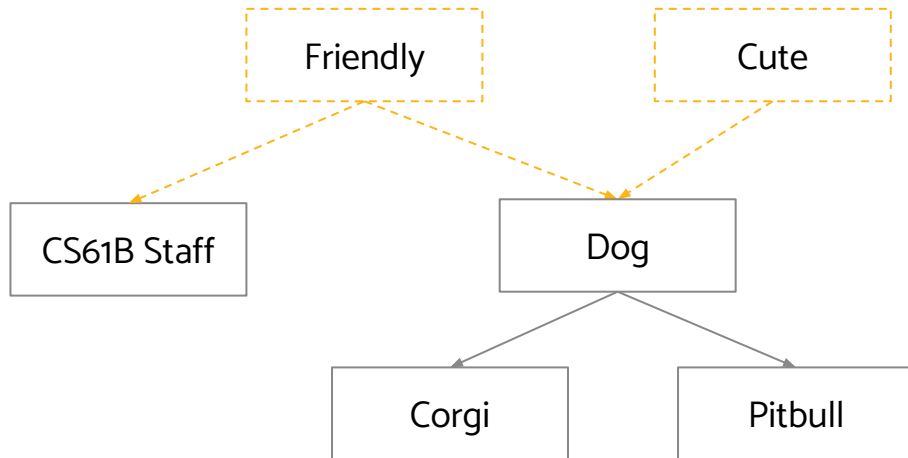 Friendly
Cute
CS61B Staff
Dog
Corgi
Pitbull